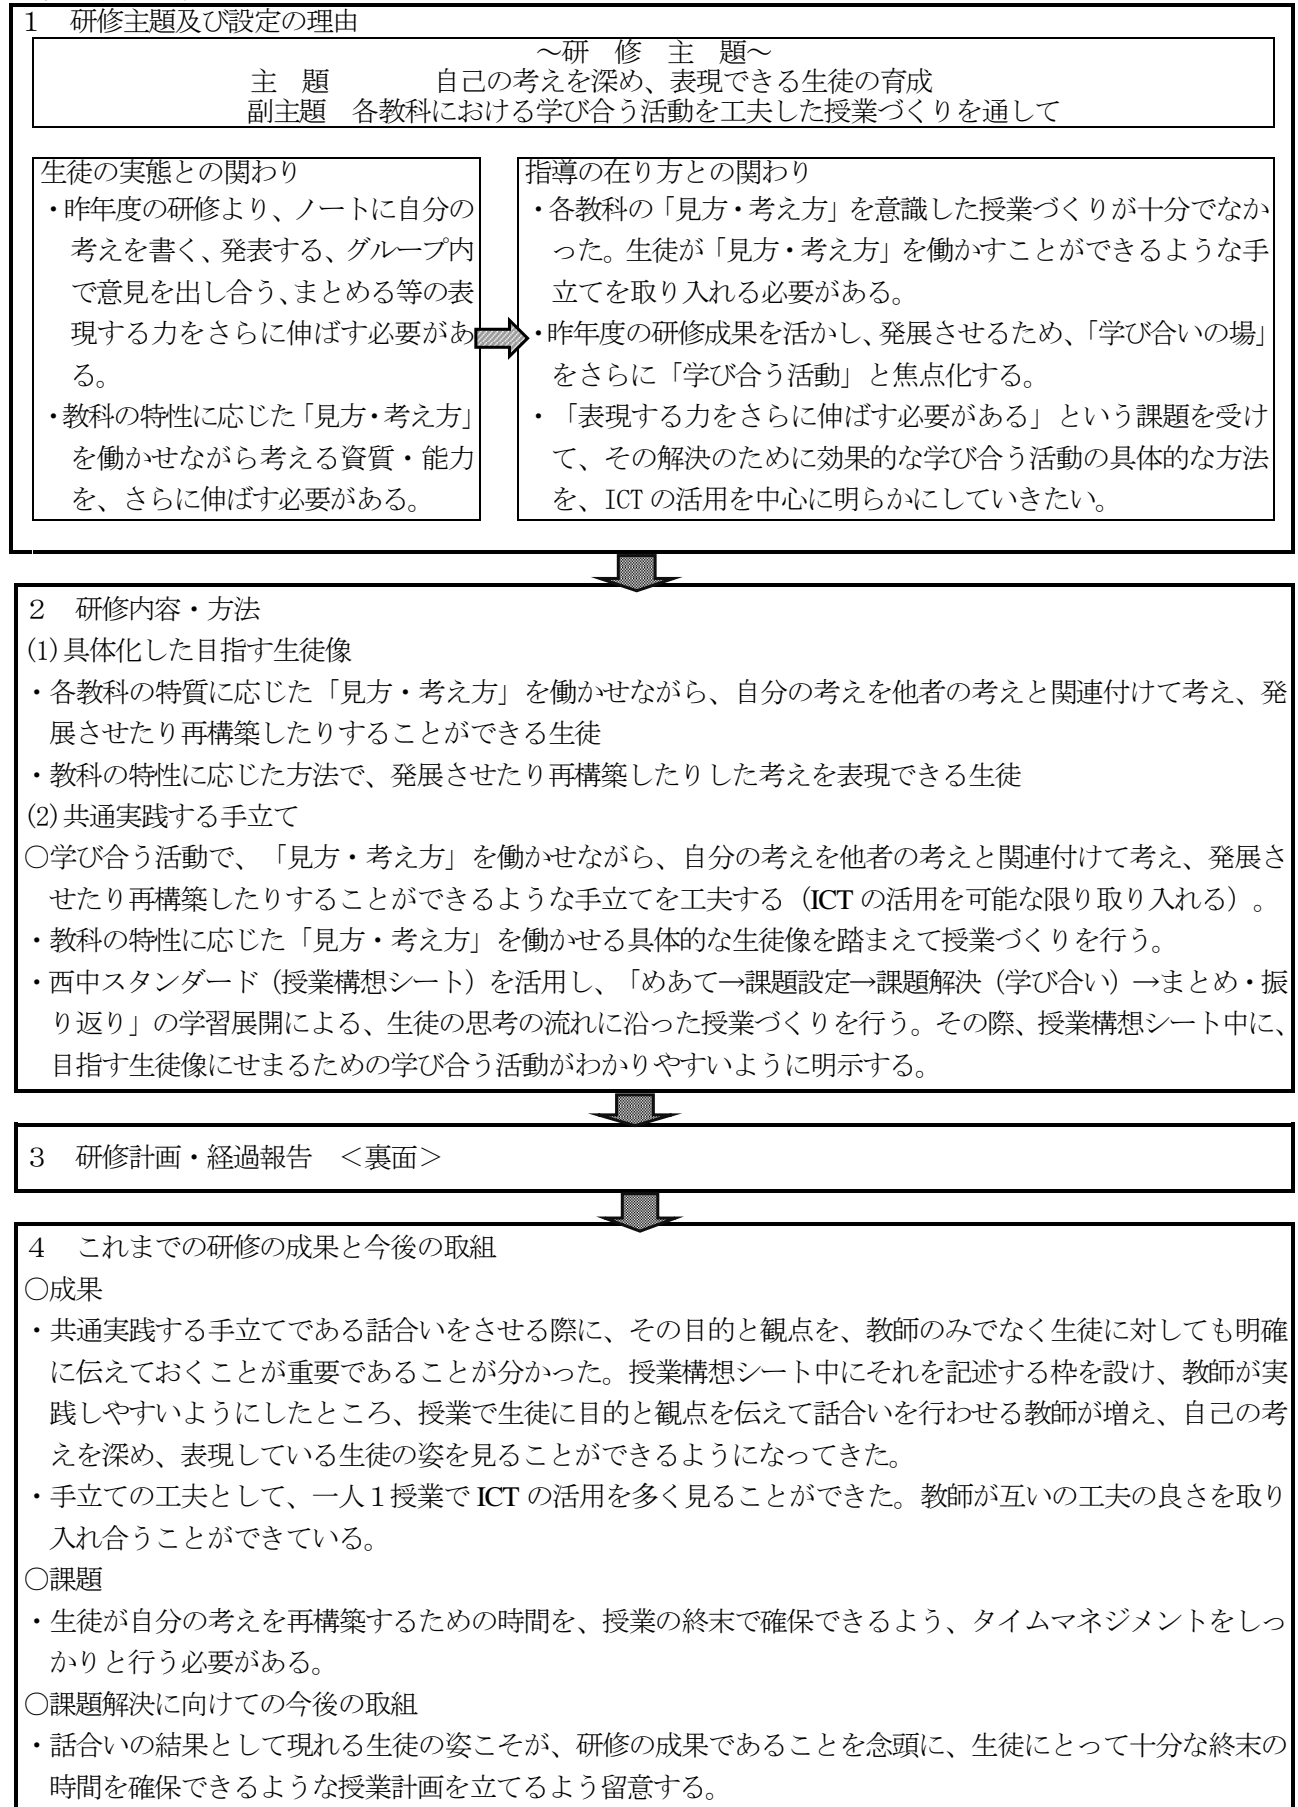 １　研修主題及び設定の理由
～研　修　主　題～
主　題　　　　自己の考えを深め、表現できる生徒の育成
副主題　各教科における学び合う活動を工夫した授業づくりを通して
生徒の実態との関わり
・昨年度の研修より、ノートに自分の
考えを書く、発表する、グループ内
で意見を出し合う、まとめる等の表
現する力をさらに伸ばす必要があ
る。
・教科の特性に応じた「見方・考え方」
を働かせながら考える資質・能力
を、さらに伸ばす必要がある。
指導の在り方との関わり
・各教科の「見方・考え方」を意識した授業づくりが十分でなか
った。生徒が「見方・考え方」を働かすことができるような手
立てを取り入れる必要がある。
・昨年度の研修成果を活かし、発展させるため、「学び合いの場」
をさらに「学び合う活動」と焦点化する。
・「表現する力をさらに伸ばす必要がある」という課題を受け
て、その解決のために効果的な学び合う活動の具体的な方法
を、ICT の活用を中心に明らかにしていきたい。
２　研修内容・方法
(1)具体化した目指す生徒像
・各教科の特質に応じた「見方・考え方」を働かせながら、自分の考えを他者の考えと関連付けて考え、発
展させたり再構築したりすることができる生徒
・教科の特性に応じた方法で、発展させたり再構築したりした考えを表現できる生徒
(2)共通実践する手立て
○学び合う活動で、「見方・考え方」を働かせながら、自分の考えを他者の考えと関連付けて考え、発展さ
せたり再構築したりすることができるような手立てを工夫する（ICT の活用を可能な限り取り入れる）。
・教科の特性に応じた「見方・考え方」を働かせる具体的な生徒像を踏まえて授業づくりを行う。
・西中スタンダード（授業構想シート）を活用し、「めあて→課題設定→課題解決（学び合い）→まとめ・振
り返り」の学習展開による、生徒の思考の流れに沿った授業づくりを行う。その際、授業構想シート中に、
目指す生徒像にせまるための学び合う活動がわかりやすいように明示する。
３　研修計画・経過報告　＜裏面＞
４　これまでの研修の成果と今後の取組
○成果
・共通実践する手立てである話合いをさせる際に、その目的と観点を、教師のみでなく生徒に対しても明確
に伝えておくことが重要であることが分かった。授業構想シート中にそれを記述する枠を設け、教師が実
践しやすいようにしたところ、授業で生徒に目的と観点を伝えて話合いを行わせる教師が増え、自己の考
えを深め、表現している生徒の姿を見ることができるようになってきた。
・手立ての工夫として、一人１授業で ICT の活用を多く見ることができた。教師が互いの工夫の良さを取り
入れ合うことができている。
○課題
・生徒が自分の考えを再構築するための時間を、授業の終末で確保できるよう、タイムマネジメントをしっ
かりと行う必要がある。
○課題解決に向けての今後の取組
・話合いの結果として現れる生徒の姿こそが、研修の成果であることを念頭に、生徒にとって十分な終末の
時間を確保できるような授業計画を立てるよう留意する。